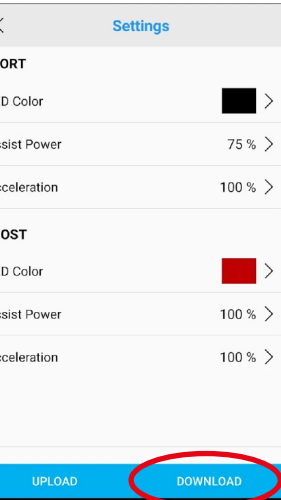 Settings
ORT
D Color
ssist Power 75 %
cceleration 100 %
OST
D Color
ssist Power 100 %
cceleration 100 %
UPLOAD DOWNLOAD